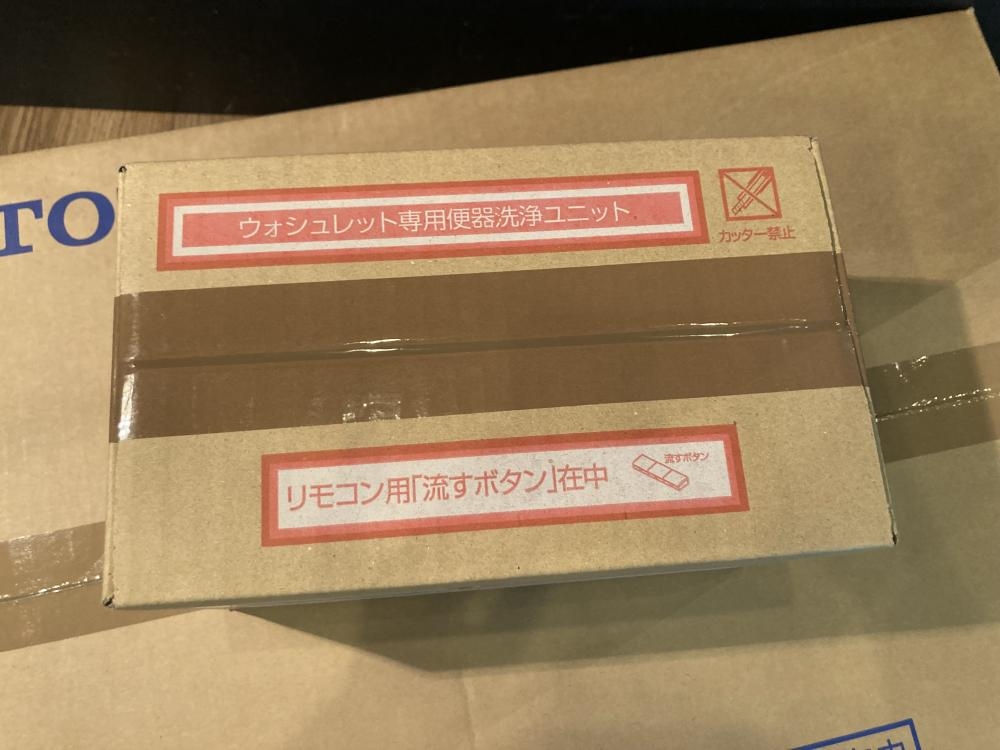 TO
ウォシュレット専用便器洗浄ユニット
カッター禁止
リモコン用「流すボタン」在中
流すボタン